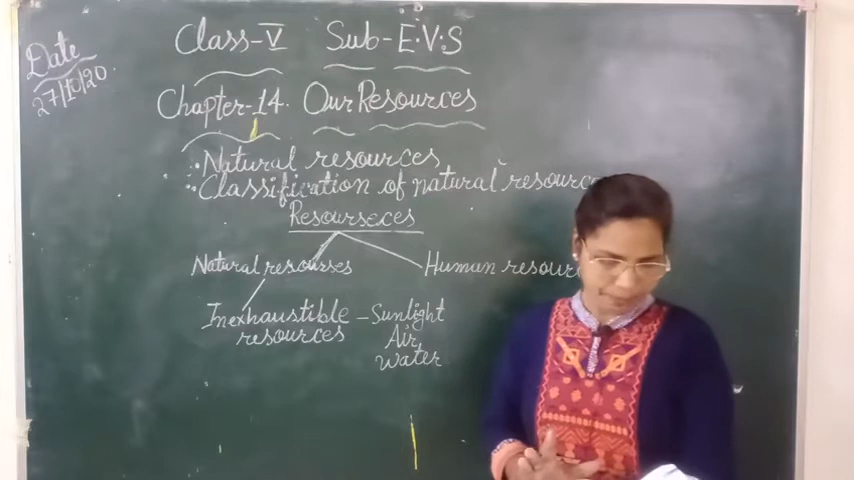 Class-V Sub-E.V.S
Date
27/10/20.
Chapter-14. Our Resources
Natural resources
Classification of natural resourc
Resourseces
Natural resourses Human resour
Inexhaustible – Sunlight
resources Air,
water